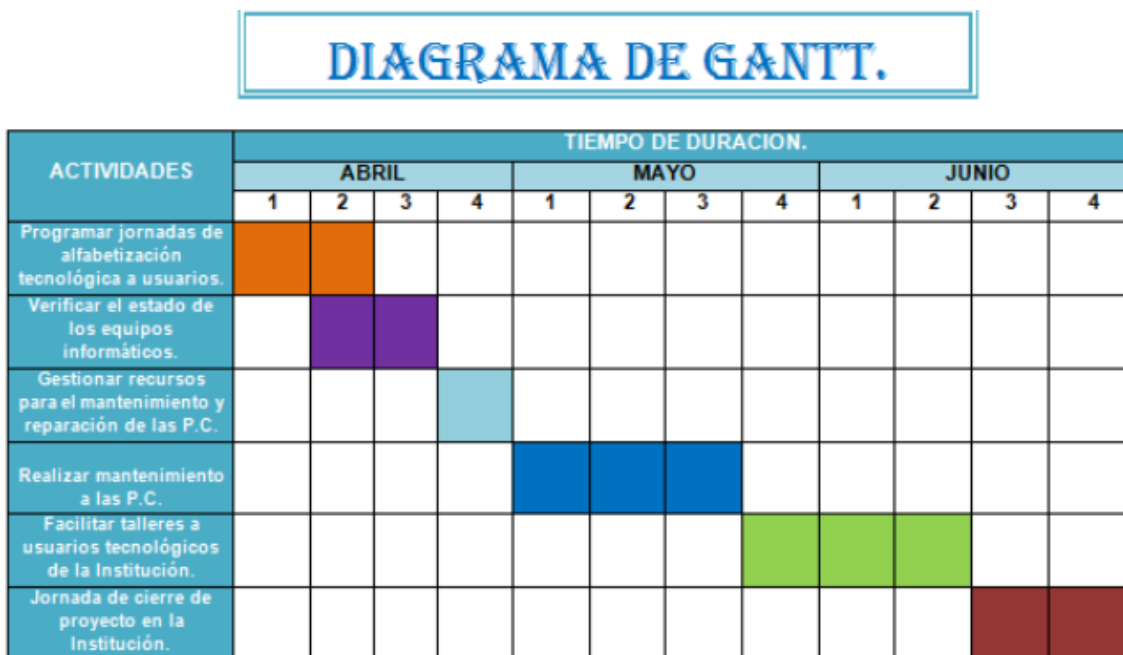 DIAGRAMA DE GANTT.
ACTIVIDADES
TIEMPO DE DURACION.
ABRIL MAYO JUNIO
1 2 3 4 1 2 3 4 1 2 3 4
Programar jornadas de
alfabetización
tecnológica a usuarios.
Verificar el estado de
los equipos
informáticos.
Gestionar recursos
para el mantenimiento y
reparación de las P.C.
Realizar mantenimiento
a las P.C.
Facilitar talleres a
usuarios tecnológicos
de la Institución.
Jornada de cierre de
proyecto en la
Institución.